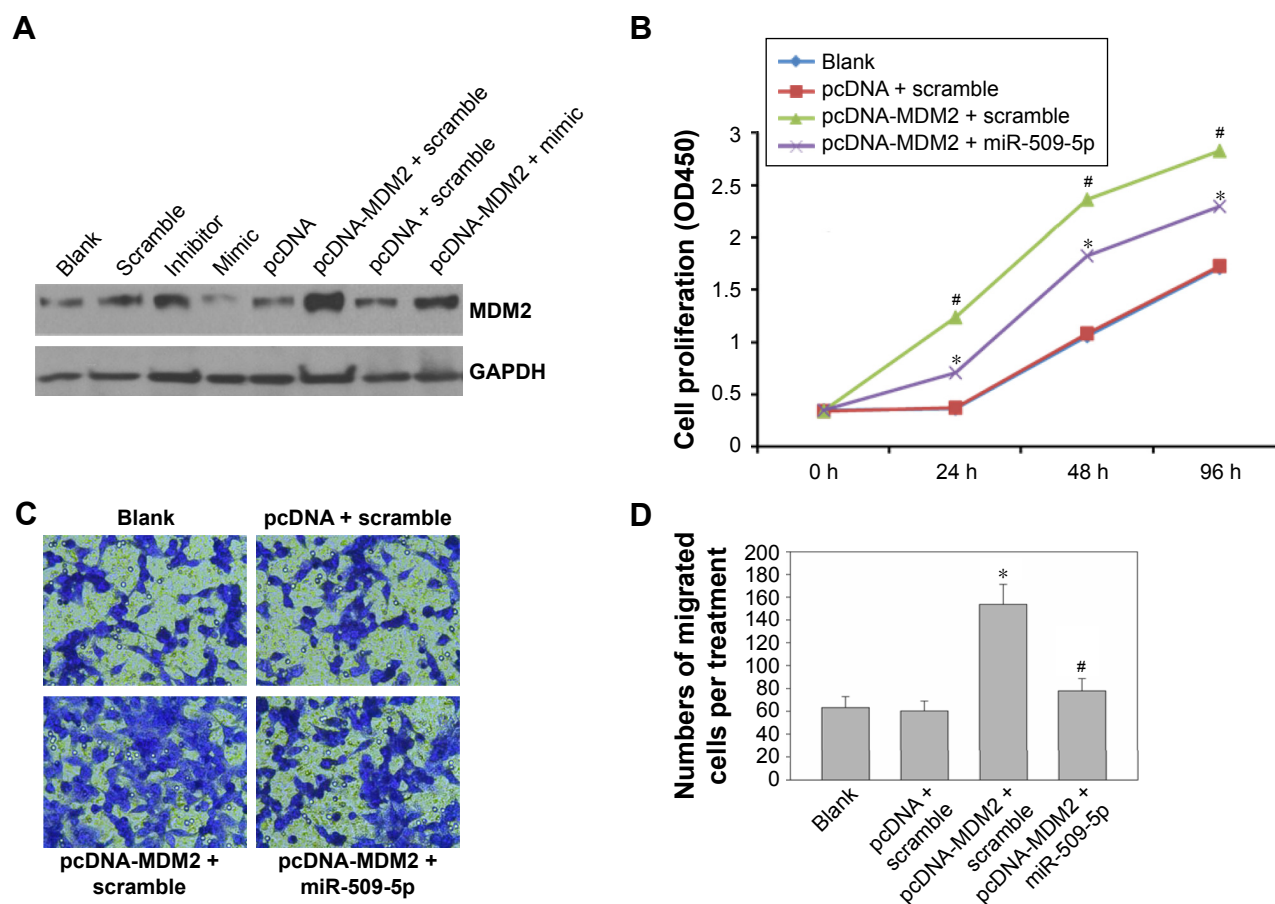 A
Blank
Scramble
Inhibitor
Mimic
pcDNA
pcDNA-MDM2 + scramble
pcDNA + scramble
pcDNA-MDM2 + mimic
MDM2
GAPDH
B
Blank
pcDNA + scramble
pcDNA-MDM2 + scramble
pcDNA-MDM2 + miR-509-5p
Cell proliferation (OD450)
3
2.5
2
1.5
1
0.5
0
#
#
#
*
*
*
0 h
24 h
48 h
96 h
C
Blank
pcDNA + scramble
pcDNA-MDM2 +
scramble
pcDNA-MDM2 +
miR-509-5p
D
Numbers of migrated
cells per treatment
200
180
160
140
120
100
80
60
40
20
0
*
#
Blank
pcDNA +
scramble
pcDNA-MDM2 +
scramble
pcDNA-MDM2 +
miR-509-5p